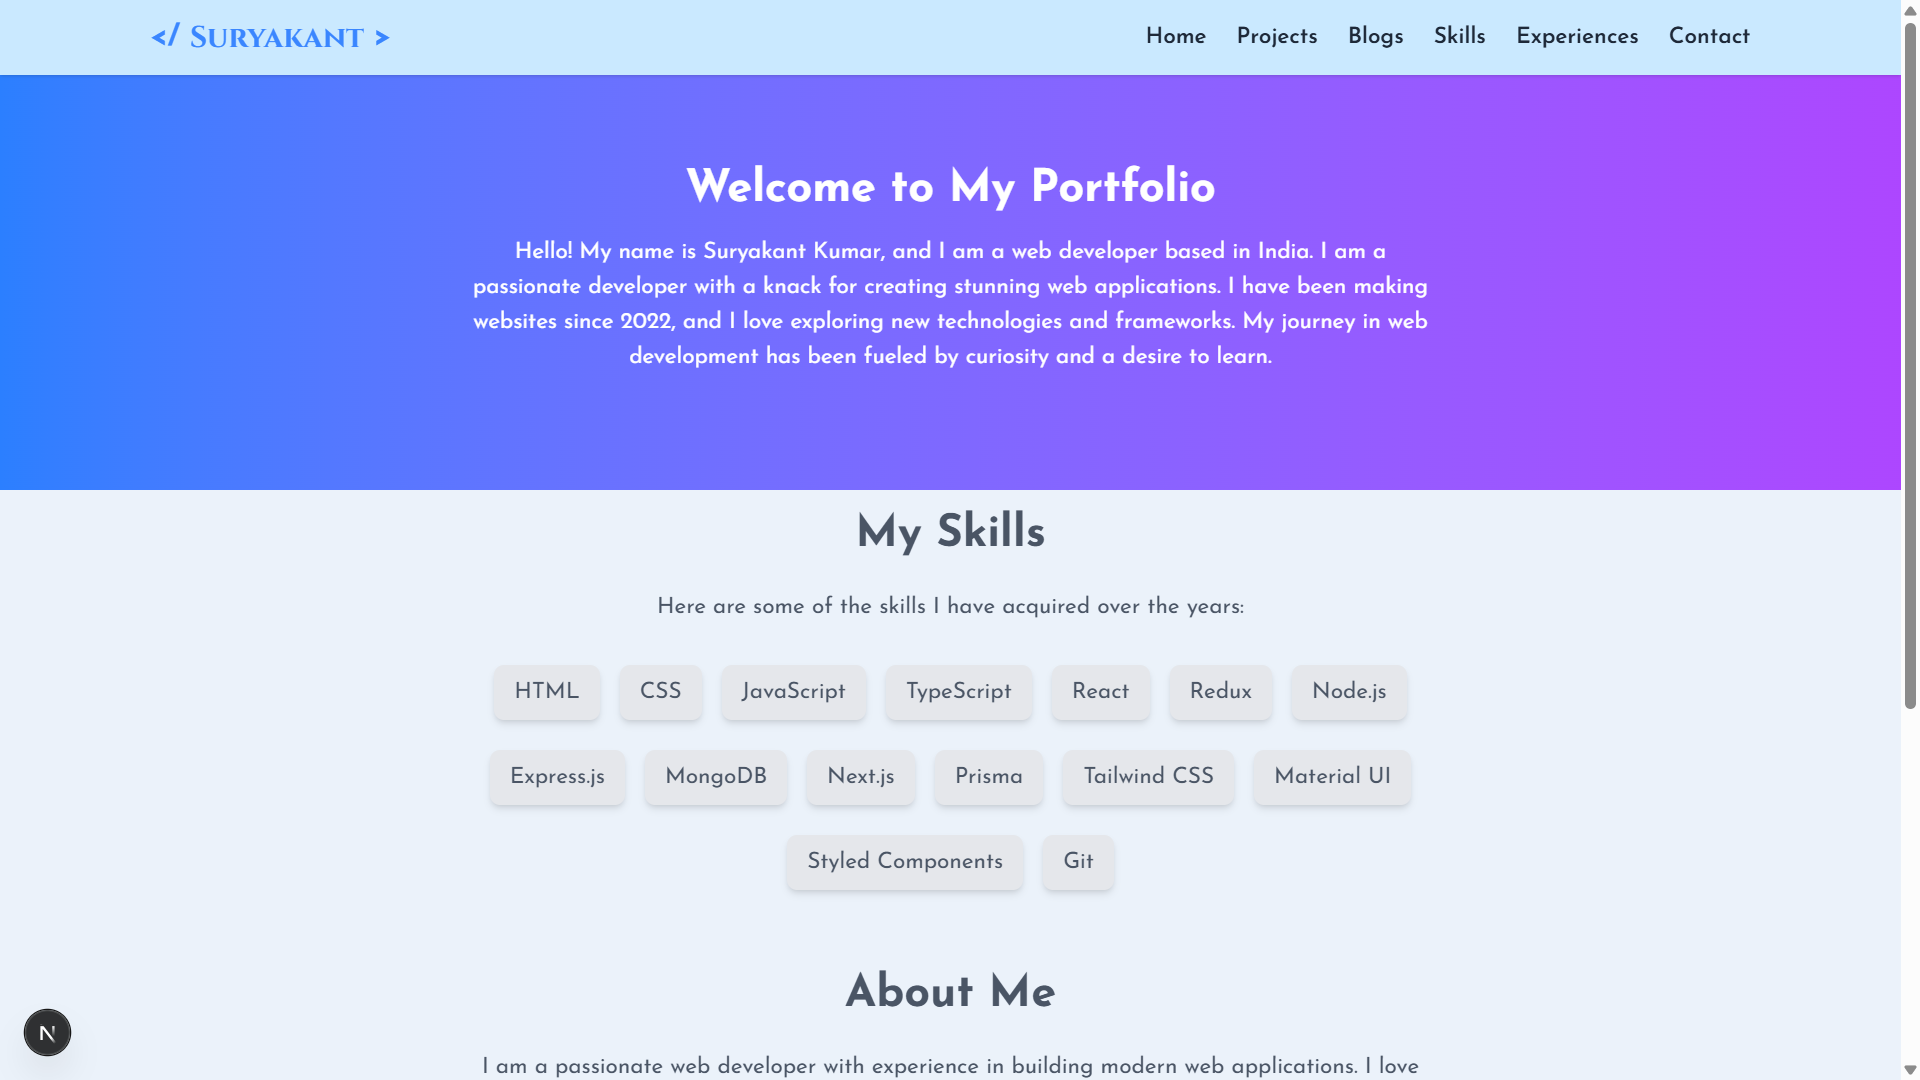 </ Suryakant >
Home Projects Blogs Skills Experiences Contact
Welcome to My Portfolio
Hello! My name is Suryakant Kumar, and I am a web developer based in India. I am a
passionate developer with a knack for creating stunning web applications. I have been making
websites since 2022, and I love exploring new technologies and frameworks. My journey in web
development has been fueled by curiosity and a desire to learn.
My Skills
Here are some of the skills I have acquired over the years:
HTML CSS JavaScript TypeScript React Redux Node.js
Express.js MongoDB Next.js Prisma Tailwind CSS Material UI
Styled Components Git
About Me
N
I am a passionate web developer with experience in building modern web applications. I love